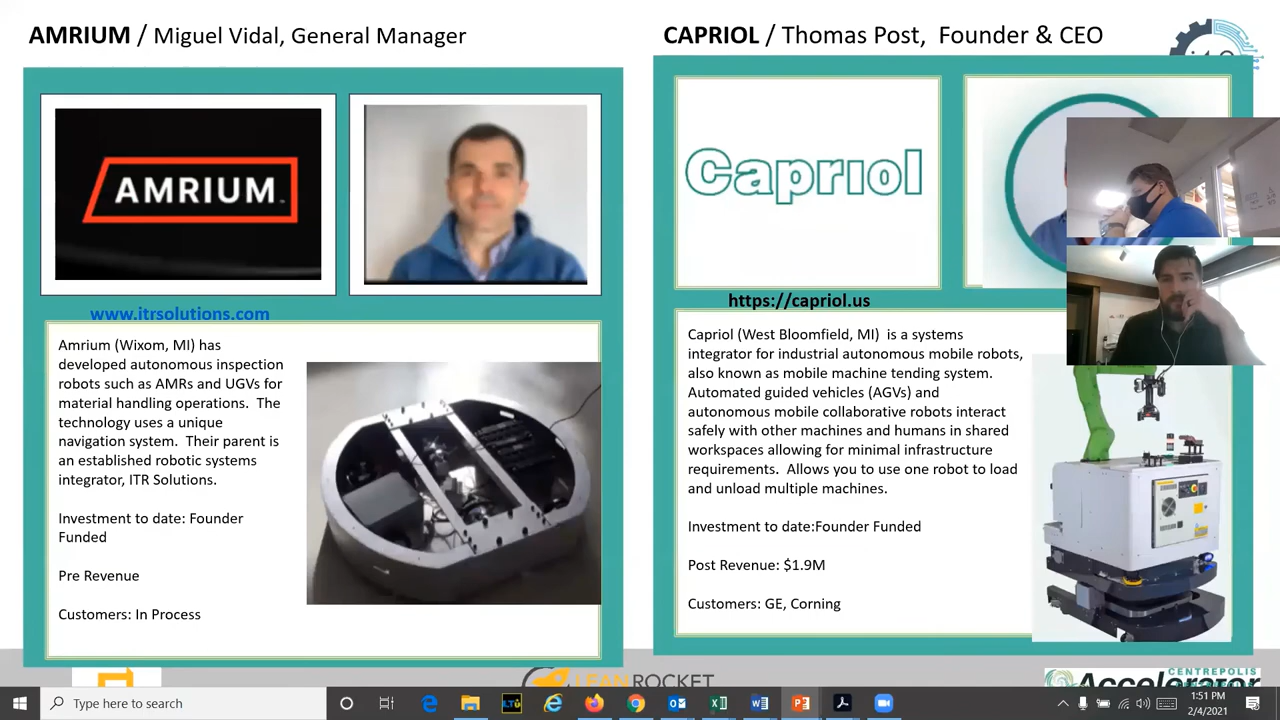 AMRIUM / Miguel Vidal, General Manager
AMRIUM
www.itrsolutions.com
Amrium (Wixom, MI) has
developed autonomous inspection
robots such as AMRs and UGVs for
material handling operations. The
technology uses a unique
navigation system. Their parent is
an established robotic systems
integrator, ITR Solutions.
Investment to date: Founder
Funded
Pre Revenue
Customers: In Process
CAPRIOL / Thomas Post, Founder & CEO
Capriol
https://capriol.us
Capriol (West Bloomfield, MI) is a systems
integrator for industrial autonomous mobile robots,
also known as mobile machine tending system.
Automated guided vehicles (AGVs) and
autonomous mobile collaborative robots interact
safely with other machines and humans in shared
workspaces allowing for minimal infrastructure
requirements. Allows you to use one robot to load
and unload multiple machines.
Investment to date:Founder Funded
Post Revenue: $1.9M
Customers: GE, Corning
LEANROCKET
CENTREPOLIS
Accelerator
Type here to search
1:51 PM
2/4/2021